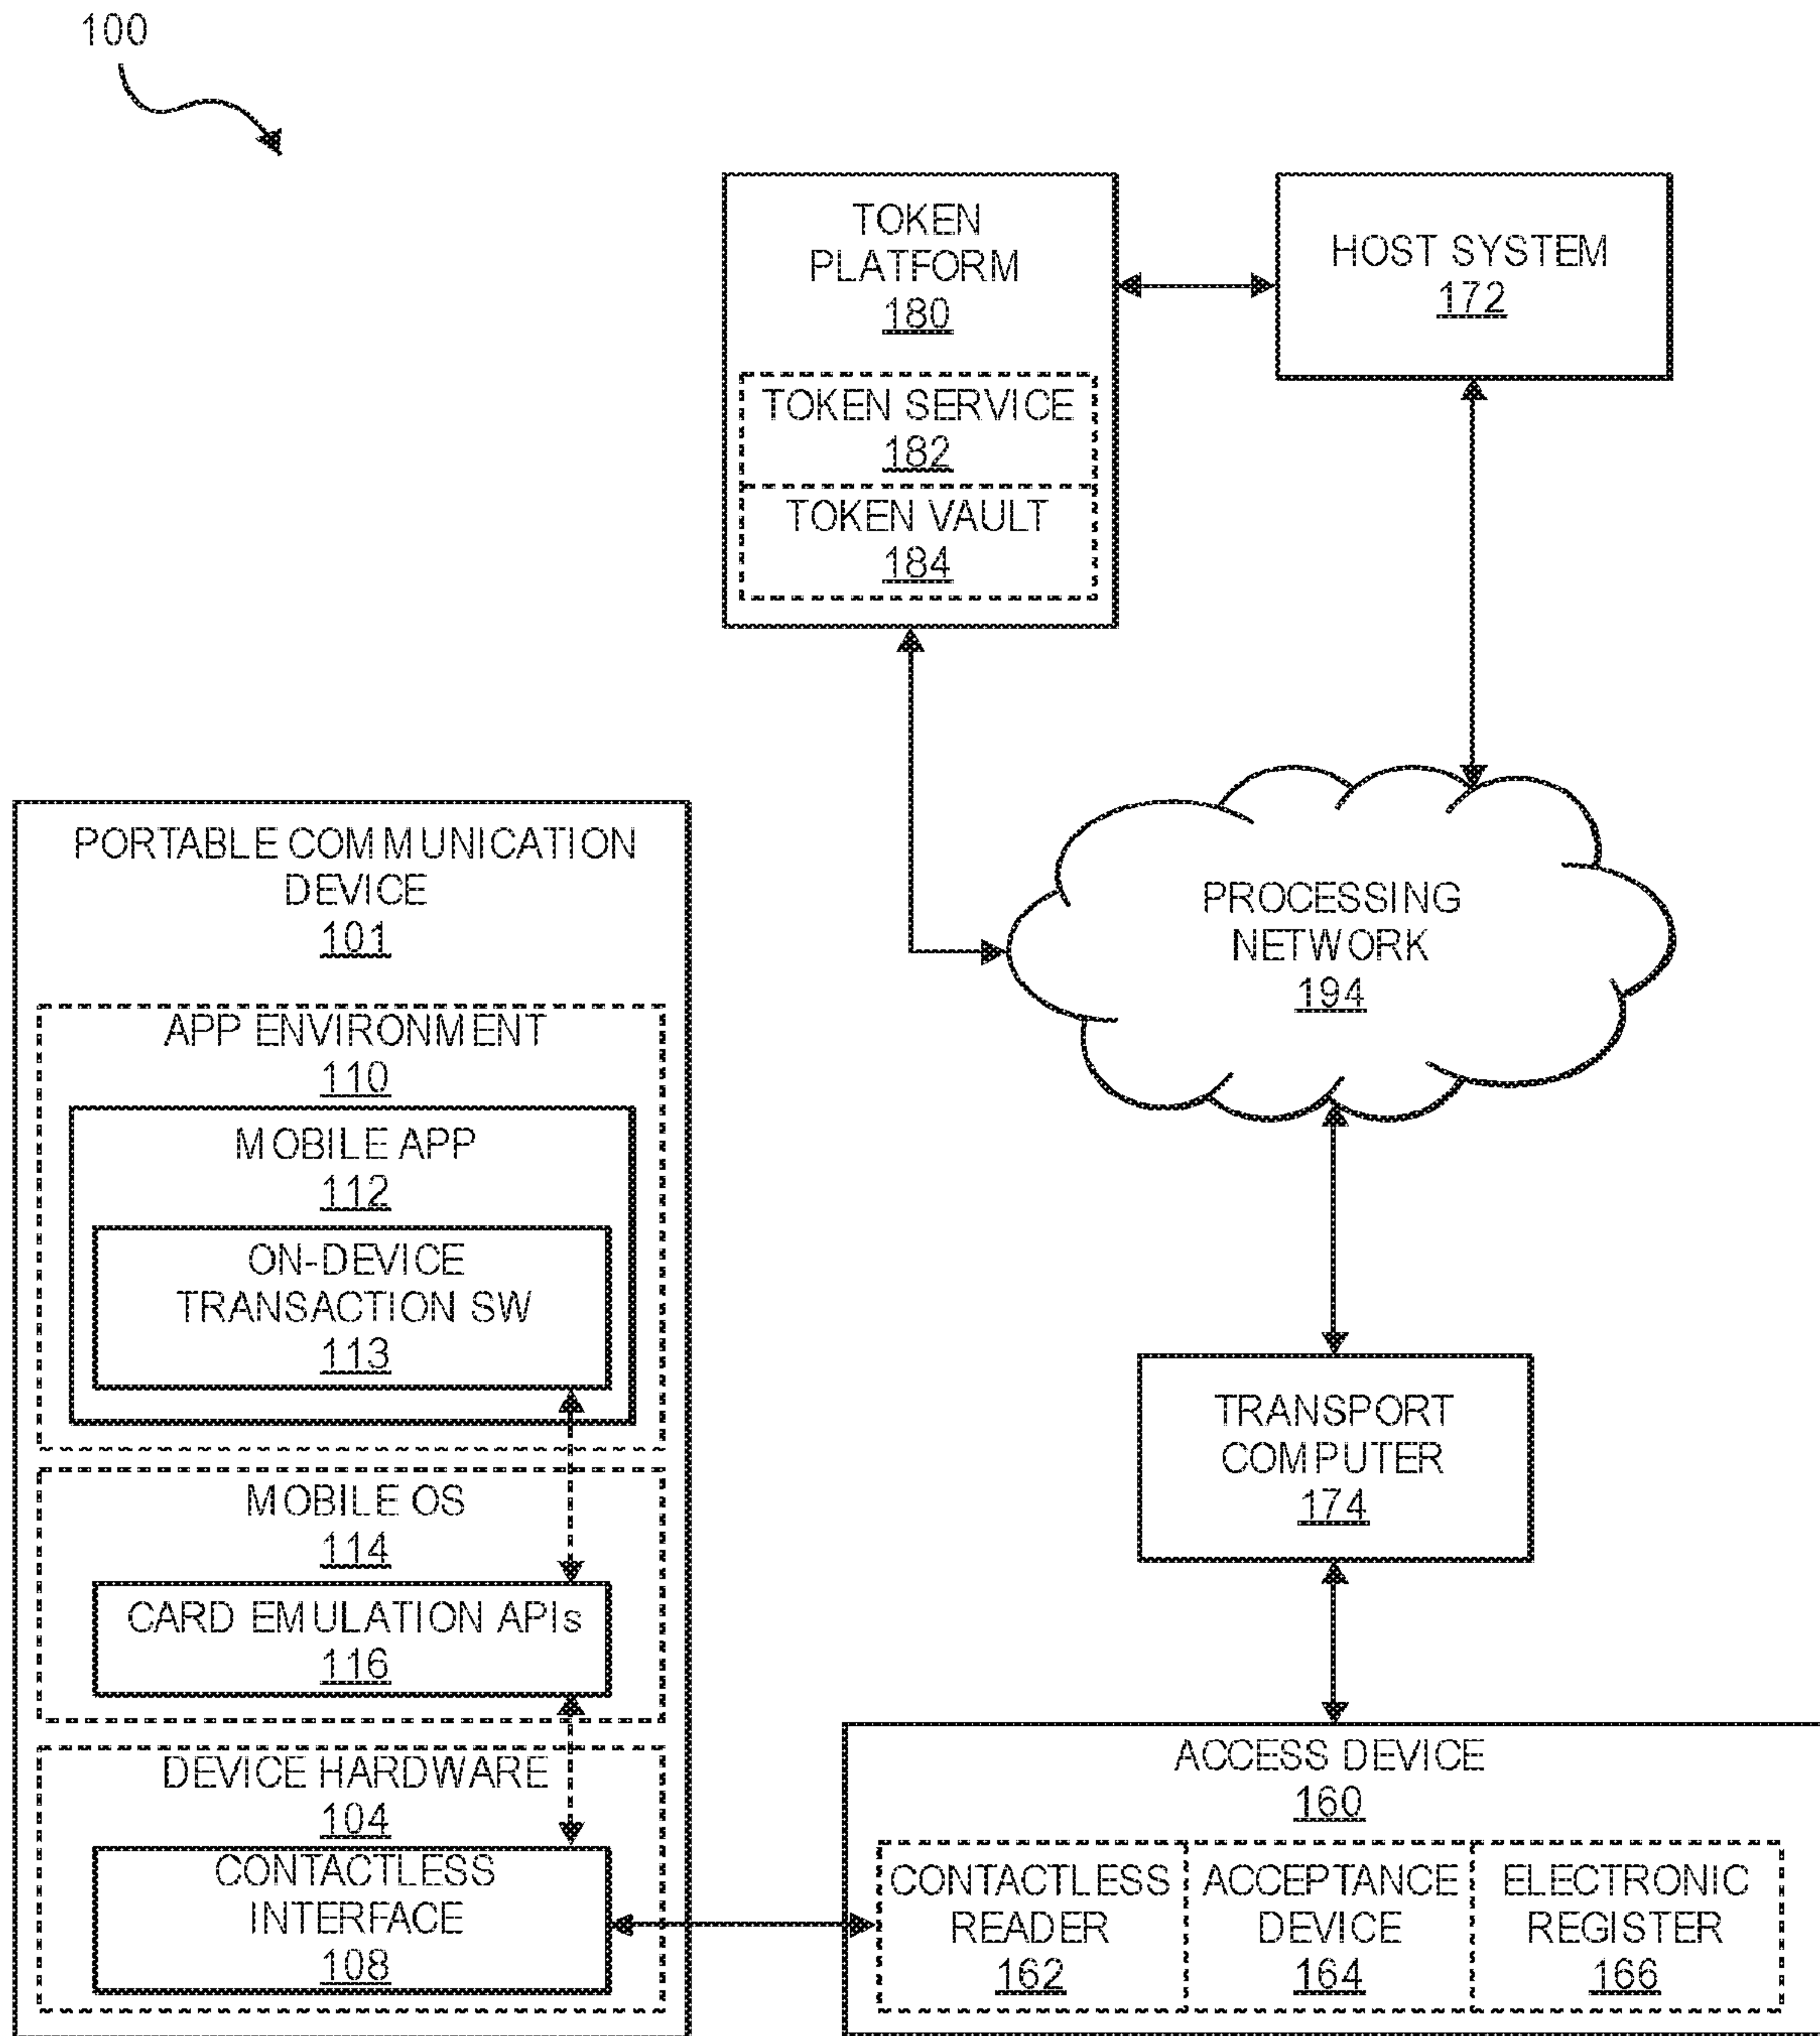 100
TOKEN
PLATFORM
180
TOKEN SERVICE
182
TOKEN VAULT
184
HOST SYSTEM
172
PROCESSING
NETWORK
194
PORTABLE COMMUNICATION
DEVICE
101
APP ENVIRONMENT
110
MOBILE APP
112
ON-DEVICE
TRANSACTION SW
113
MOBILE OS
114
CARD EMULATION APIs
116
DEVICE HARDWARE
104
CONTACTLESS
INTERFACE
108
TRANSPORT
COMPUTER
174
ACCESS DEVICE
160
CONTACTLESS
READER
162
ACCEPTANCE
DEVICE
164
ELECTRONIC
REGISTER
166